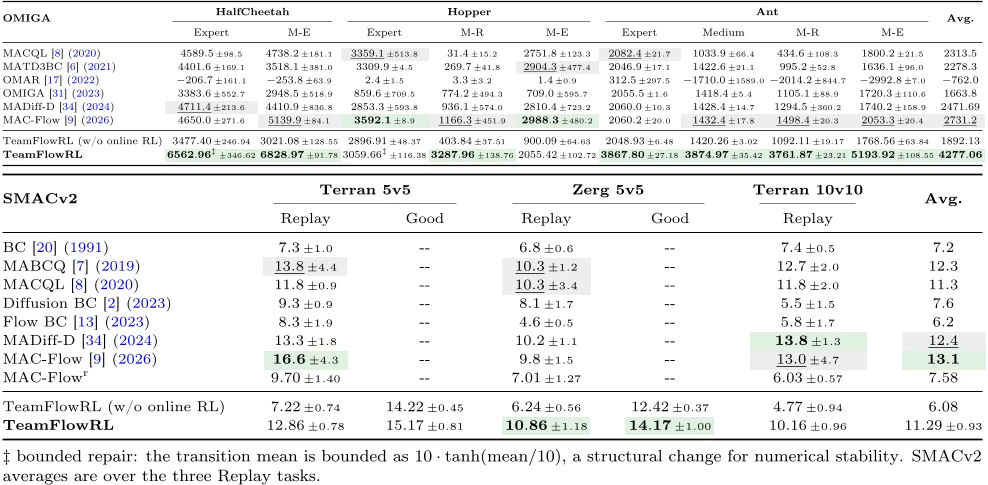 OMIGA HalfCheetah Hopper Ant Avg.
Expert M-E Expert M-R M-E Expert Medium M-R M-E
MACQL [8] (2020) 4589.5 ±98.5 4738.2 ±181.1 3359.1 ±513.8 31.4 ±15.2 2751.8 ±123.3 2082.4 ±21.7 1033.9 ±66.4 434.6 ±108.3 1800.2 ±21.5 2313.5
MATD3BC [6] (2021) 4401.6 ±169.1 3518.1 ±381.0 3309.9 ±4.5 269.7 ±41.8 2904.3 ±477.4 2046.9 ±17.1 1422.6 ±21.1 995.2 ±52.8 1636.1 ±96.0 2278.3
OMAR [17] (2022) −206.7 ±161.1 −253.8 ±63.9 2.4 ±1.5 3.3 ±3.2 1.4 ±0.9 312.5 ±297.5 −1710.0 ±1589.0 −2014.2 ±844.7 −2992.8 ±7.0 −762.0
OMIGA [31] (2023) 3383.6 ±552.7 2948.5 ±518.9 859.6 ±709.5 774.2 ±494.3 709.0 ±595.7 2055.5 ±1.6 1418.4 ±5.4 1105.1 ±88.9 1720.3 ±110.6 1663.8
MADiff-D [34] (2024) 4711.4 ±213.6 4410.9 ±836.8 2853.3 ±593.8 936.1 ±574.0 2810.4 ±723.2 2060.0 ±10.3 1428.4 ±14.7 1294.5 ±360.2 1740.2 ±158.9 2471.69
MAC-Flow [9] (2026) 4650.0 ±271.6 5139.9 ±84.1 3592.1 ±8.9 1166.3 ±451.9 2988.3 ±480.2 2060.2 ±20.0 1432.4 ±17.8 1498.4 ±20.3 2053.3 ±20.4 2731.2
TeamFlowRL (w/o online RL) 3477.40 ±246.94 3021.08 ±128.55 2896.91 ±48.37 403.84 ±37.51 900.09 ±64.63 2048.93 ±6.48 1420.26 ±63.02 1092.11 ±19.17 1768.56 ±63.84 1892.13
TeamFlowRL 6562.96‡ ±346.62 6828.97 ±91.78 3059.66‡ ±116.38 3287.96 ±138.76 2055.42 ±102.72 3867.80 ±27.18 3874.97 ±35.42 3761.87 ±23.21 5193.92 ±108.55 4277.06
SMACv2 Terran 5v5 Zerg 5v5 Terran 10v10 Avg.
Replay Good Replay Good Replay
BC [20] (1991) 7.3 ±1.0 -- 6.8 ±0.6 -- 7.4 ±0.5 7.2
MABCQ [7] (2019) 13.8 ±4.4 -- 10.3 ±1.2 -- 12.7 ±2.0 12.3
MACQL [8] (2020) 11.8 ±0.9 -- 10.3 ±3.4 -- 11.8 ±2.0 11.3
Diffusion BC [2] (2023) 9.3 ±0.9 -- 8.1 ±1.7 -- 5.5 ±1.5 7.6
Flow BC [13] (2023) 8.3 ±1.9 -- 4.6 ±0.5 -- 5.8 ±1.7 6.2
MADiff-D [34] (2024) 13.3 ±1.8 -- 10.2 ±1.1 -- 13.8 ±1.3 12.4
MAC-Flow [9] (2026) 16.6 ±4.3 -- 9.8 ±1.5 -- 13.0 ±4.7 13.1
MAC-Flowʳ 9.70 ±1.40 -- 7.01 ±1.27 -- 6.03 ±0.57 7.58
TeamFlowRL (w/o online RL) 7.22 ±0.74 14.22 ±0.45 6.24 ±0.56 12.42 ±0.37 4.77 ±0.94 6.08
TeamFlowRL 12.86 ±0.78 15.17 ±0.81 10.86 ±1.18 14.17 ±1.00 10.16 ±0.96 11.29 ±0.93
‡ bounded repair: the transition mean is bounded as 10 · tanh(mean/10), a structural change for numerical stability. SMACv2
averages are over the three Replay tasks.